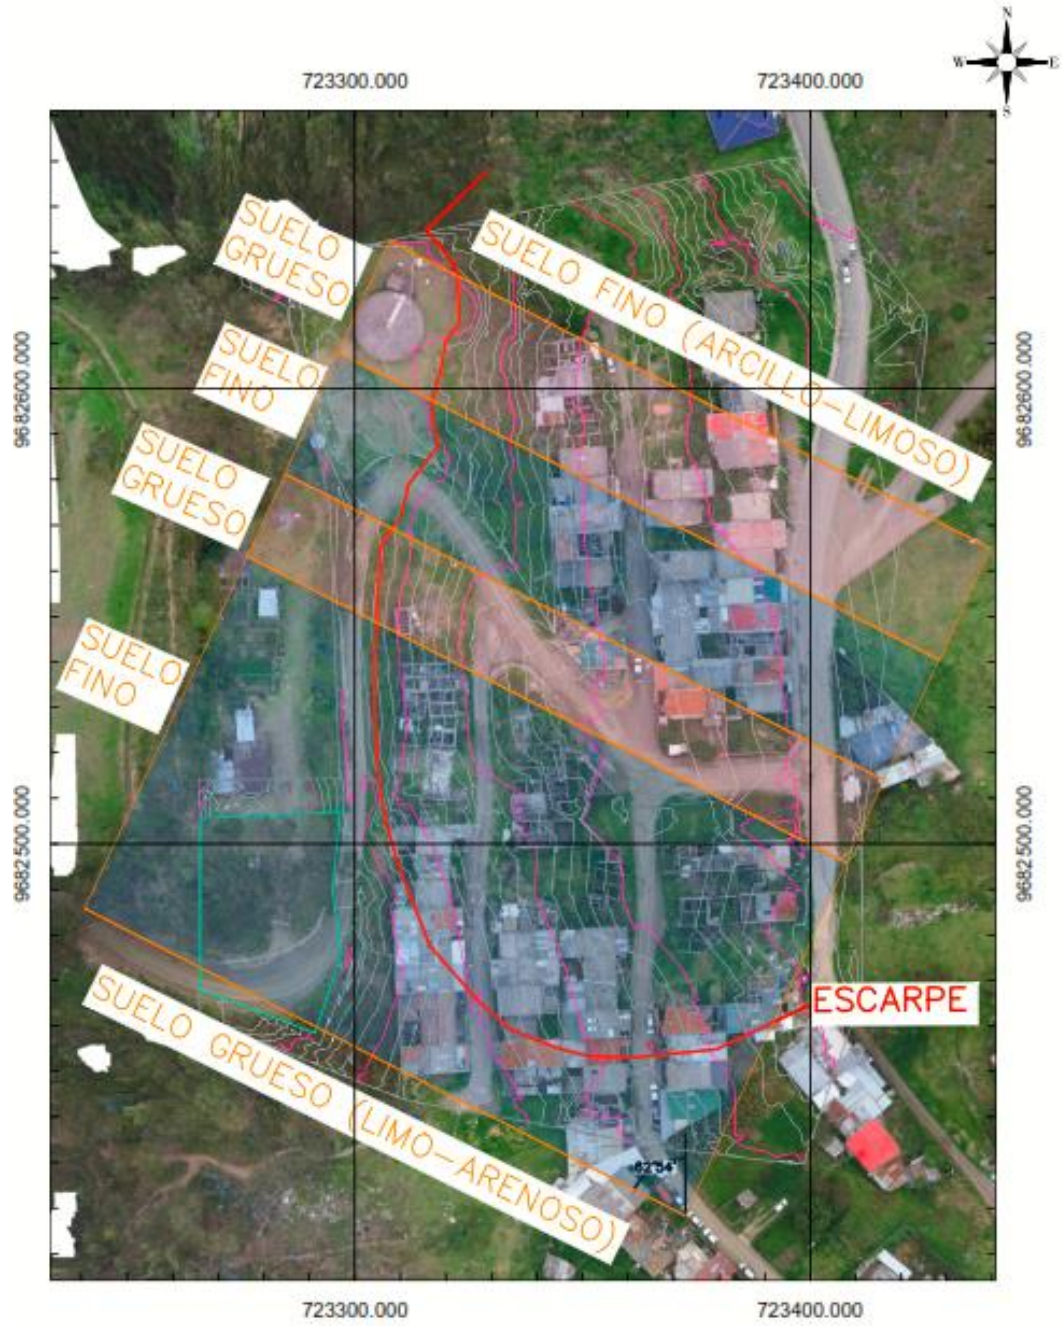 N
W E
S
723300.000
723400.000
9682600.000
9682600.000
SUELO
GRUESO
SUELO FINO (ARCILLO-LIMOSO)
SUELO
FINO
SUELO
GRUESO
SUELO
FINO
9682500.000
9682500.000
ESCARPE
SUELO GRUESO (LIMO-ARENOSO)
723300.000
723400.000